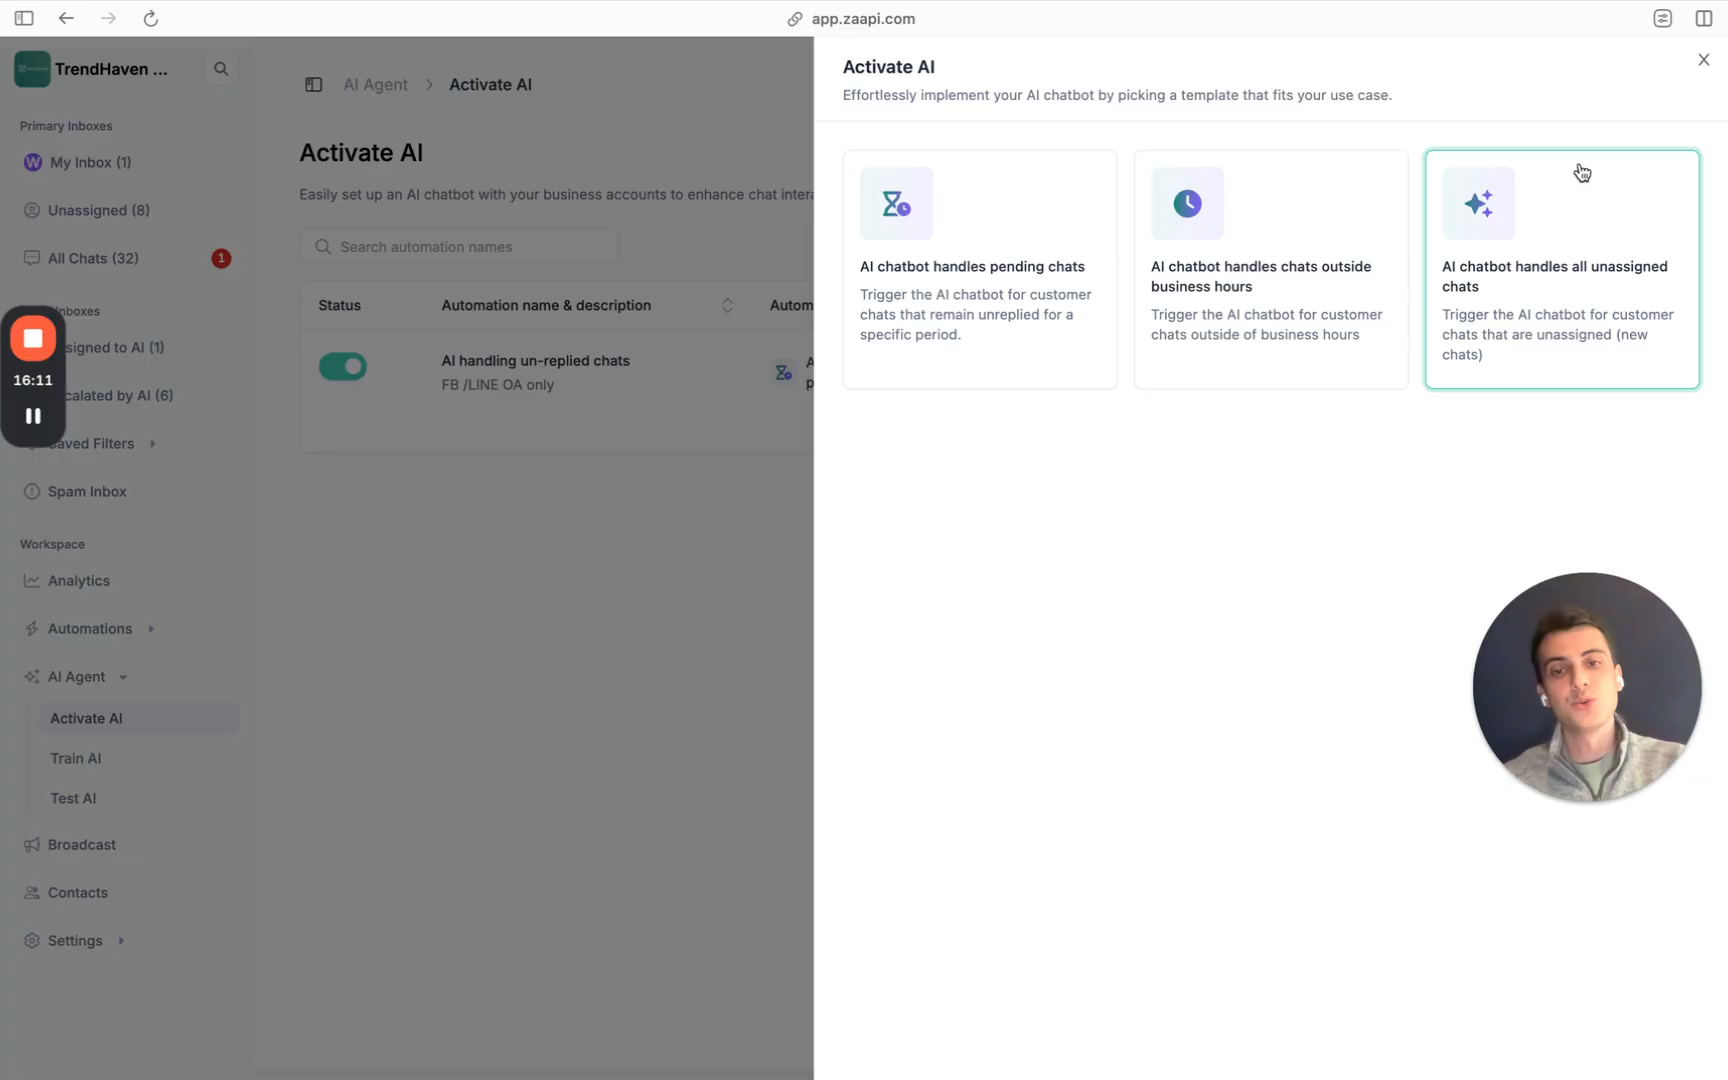 app.zaapi.com
TrendHaven ...
Primary Inboxes
W My Inbox (1)
Unassigned (8)
All Chats (32) 1
nboxes
signed to AI (1)
16:11
calated by AI (6)
aved Filters
Spam Inbox
Workspace
Analytics
Automations
AI Agent
Activate AI
Train AI
Test AI
Broadcast
Contacts
Settings
AI Agent > Activate AI
Activate AI
Easily set up an AI chatbot with your business accounts to enhance chat intera
Search automation names
Status Automation name & description Autom
AI handling un-replied chats
FB /LINE OA only
A
p
Activate AI
Effortlessly implement your AI chatbot by picking a template that fits your use case.
AI chatbot handles pending chats
Trigger the AI chatbot for customer
chats that remain unreplied for a
specific period.
AI chatbot handles chats outside
business hours
Trigger the AI chatbot for customer
chats outside of business hours
AI chatbot handles all unassigned
chats
Trigger the AI chatbot for customer
chats that are unassigned (new
chats)